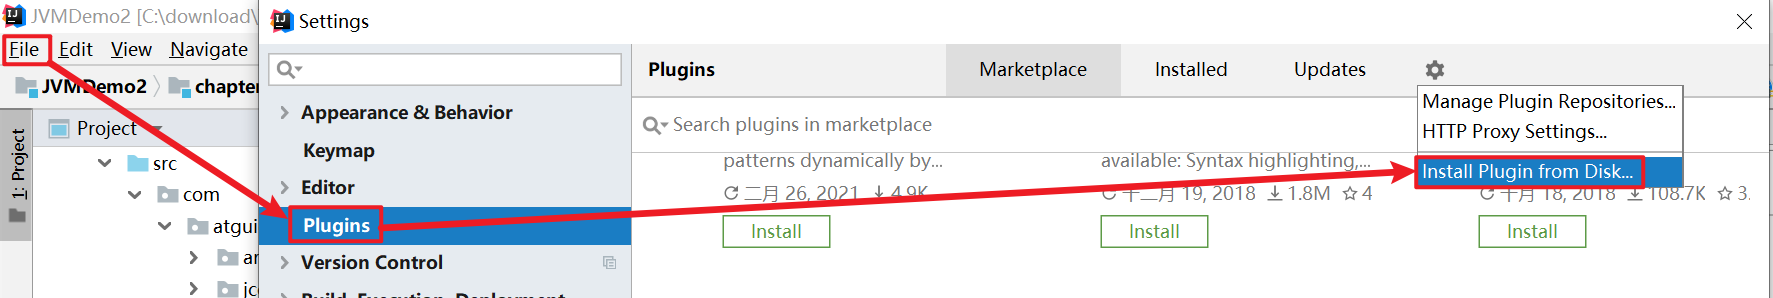 JVMDemo2 [C:\download\
Settings
File Edit View Navigate
Plugins Marketplace Installed Updates
JVMDemo2 chapter
Manage Plugin Repositories...
Appearance & Behavior
Search plugins in marketplace
HTTP Proxy Settings...
Project
1: Project
Keymap
src
patterns dynamically by...
available: Syntax highlighting,...
Install Plugin from Disk...
Editor
com
二月 26, 2021 4.9K
十二月 19, 2018 1.8M 4
十月 18, 2018 108.7K 3.
Plugins
atgui
Install Install Install
ar
Version Control
jc
Build, Execution, Deployment